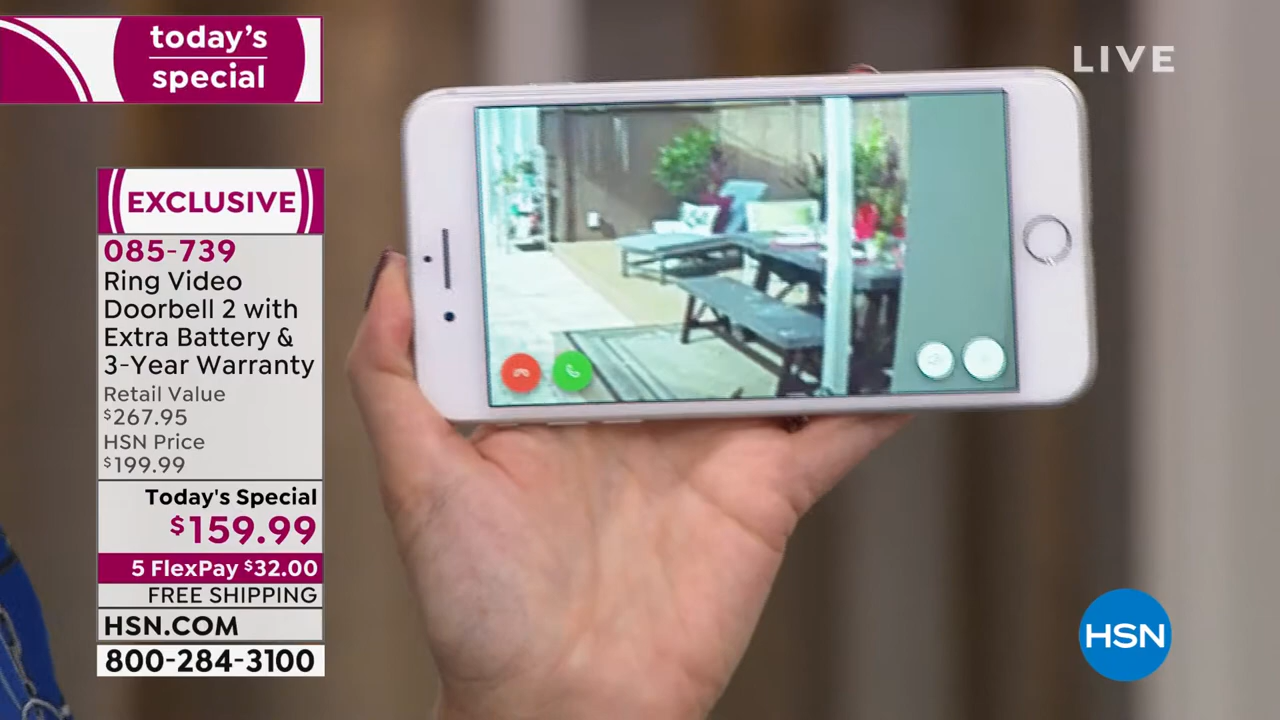 today's
special
LIVE
EXCLUSIVE
085-739
Ring Video
Doorbell 2 with
Extra Battery &
3-Year Warranty
Retail Value
$267.95
HSN Price
$199.99
Today's Special
$159.99
5 FlexPay $32.00
FREE SHIPPING
HSN.COM
800-284-3100
HSN